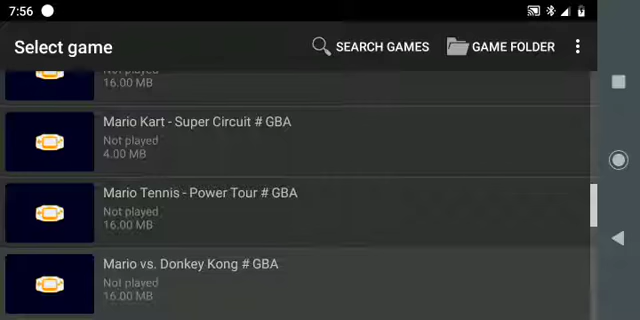 7:56
Select game
SEARCH GAMES
GAME FOLDER
Not played
16.00 MB
Mario Kart - Super Circuit # GBA
Not played
4.00 MB
Mario Tennis - Power Tour # GBA
Not played
16.00 MB
Mario vs. Donkey Kong # GBA
Not played
16.00 MB